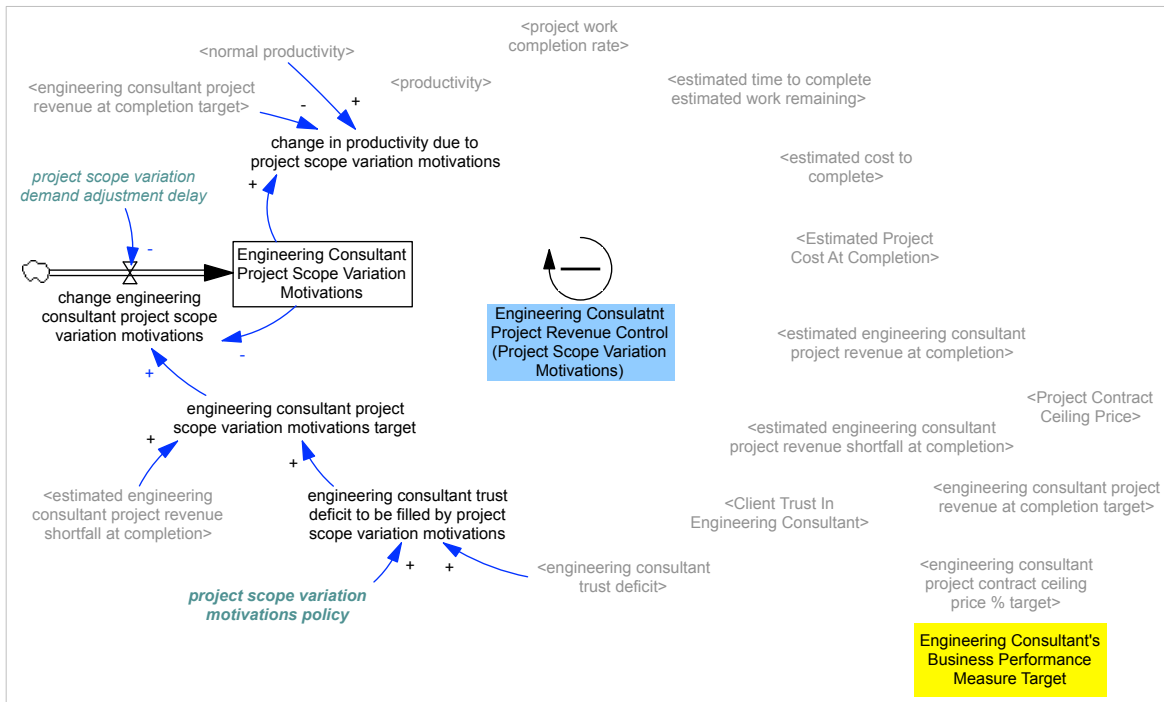 <project work
completion rate>
<normal productivity>
<productivity>
<estimated time to complete
estimated work remaining>
<engineering consultant project
revenue at completion target>
-
+
change in productivity due to
project scope variation motivations
<estimated cost to
complete>
project scope variation
demand adjustment delay
+
-
<Estimated Project
Cost At Completion>
Engineering Consultant
Project Scope Variation
Motivations
change engineering
consultant project scope
variation motivations
Engineering Consulatnt
Project Revenue Control
(Project Scope Variation
Motivations)
<estimated engineering consultant
project revenue at completion>
-
+
<Project Contract
Ceiling Price>
engineering consultant project
scope variation motivations target
<estimated engineering consultant
project revenue shortfall at completion>
+
+
<estimated engineering
consultant project revenue
shortfall at completion>
engineering consultant trust
deficit to be filled by project
scope variation motivations
<Client Trust In
Engineering Consultant>
<engineering consultant project
revenue at completion target>
+
+
<engineering consultant
trust deficit>
<engineering consultant
project contract ceiling
price % target>
project scope variation
motivations policy
Engineering Consultant's
Business Performance
Measure Target